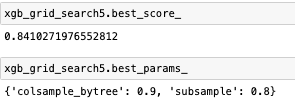 xgb_grid_search5.best_score_
0.8410271976552812
xgb_grid_search5.best_params_
{'colsample_bytree': 0.9, 'subsample': 0.8}